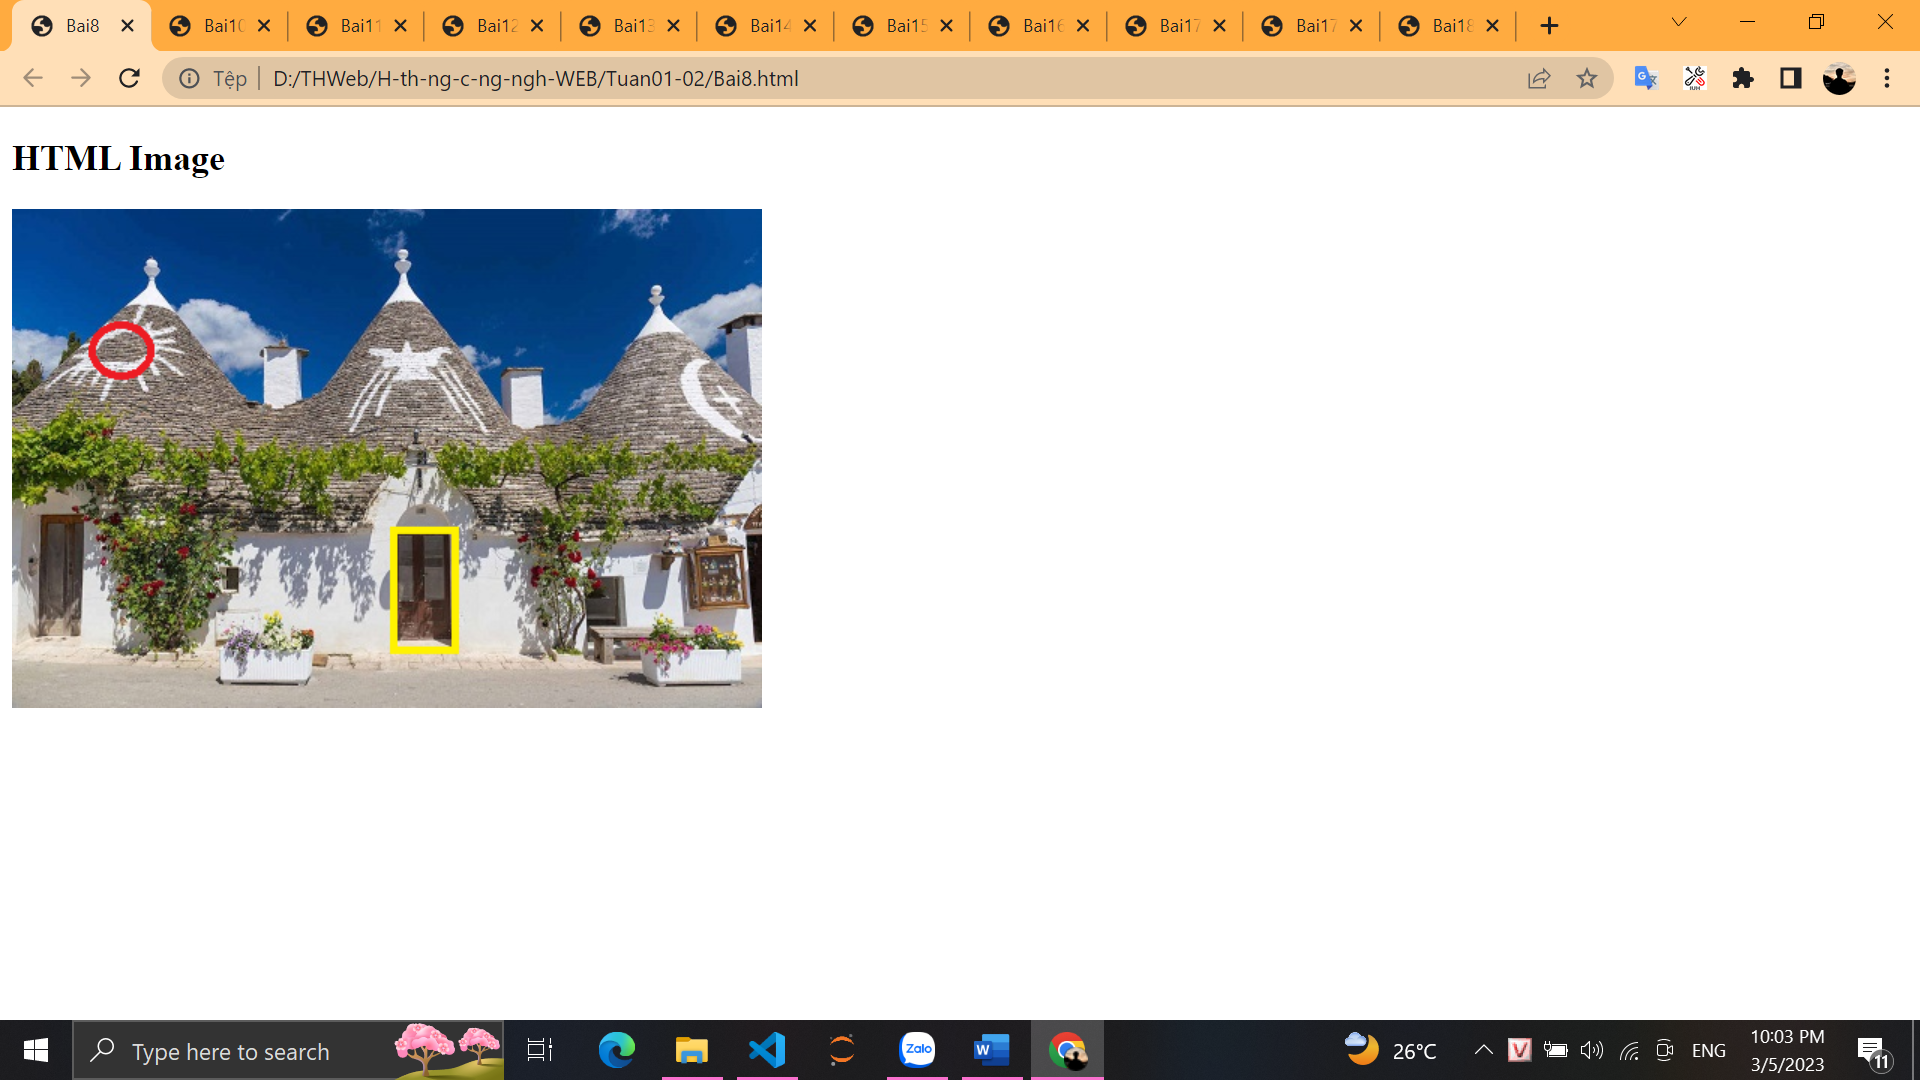 Bai8
Bai10
Bai11
Bai12
Bai13
Bai14
Bai15
Bai16
Bai17
Bai17
Bai18
Tệp
D:/THWeb/H-th-ng-c-ng-ngh-WEB/Tuan01-02/Bai8.html
HTML Image
Type here to search
Zalo
26°C
ENG
10:03 PM
3/5/2023
11